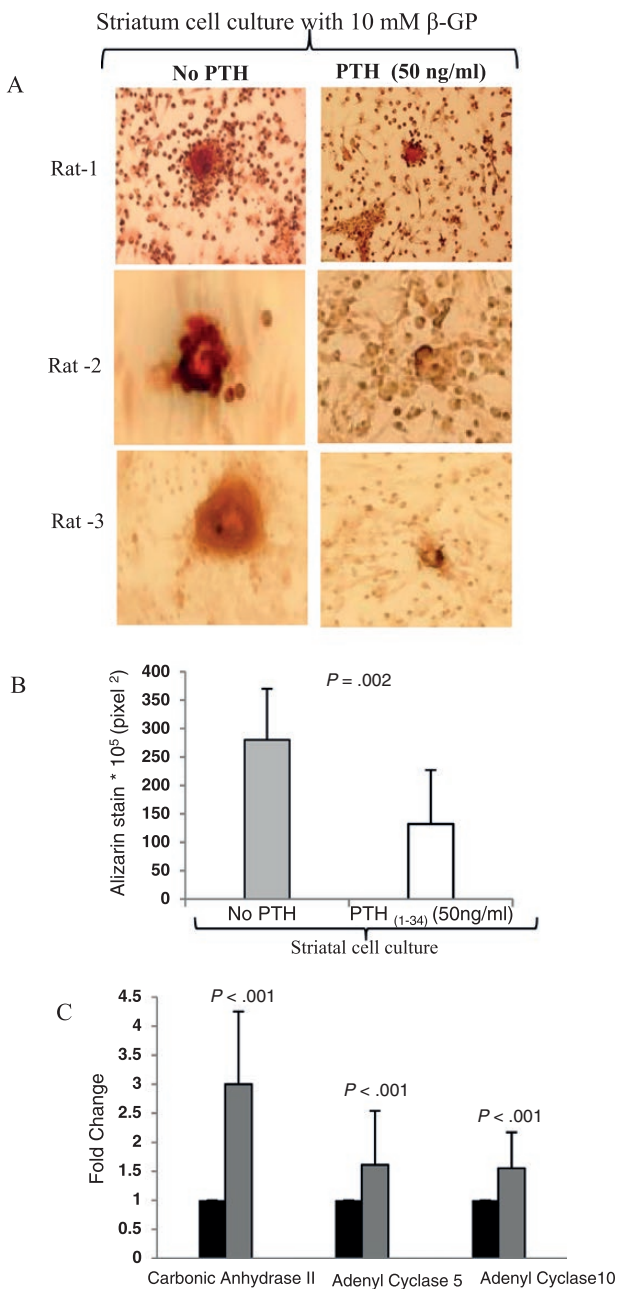 Striatum cell culture with 10 mM β-GP
No PTH PTH (50 ng/ml)
A
Rat-1
Rat -2
Rat -3
B
P = .002
Alizarin stain * 10⁵ (pixel ²)
400
350
300
250
200
150
100
50
0
No PTH PTH (1-34) (50ng/ml)
Striatal cell culture
C
P < .001
P < .001
P < .001
Fold Change
4.5
4
3.5
3
2.5
2
1.5
1
0.5
0
Carbonic Anhydrase II Adenyl Cyclase 5 Adenyl Cyclase10